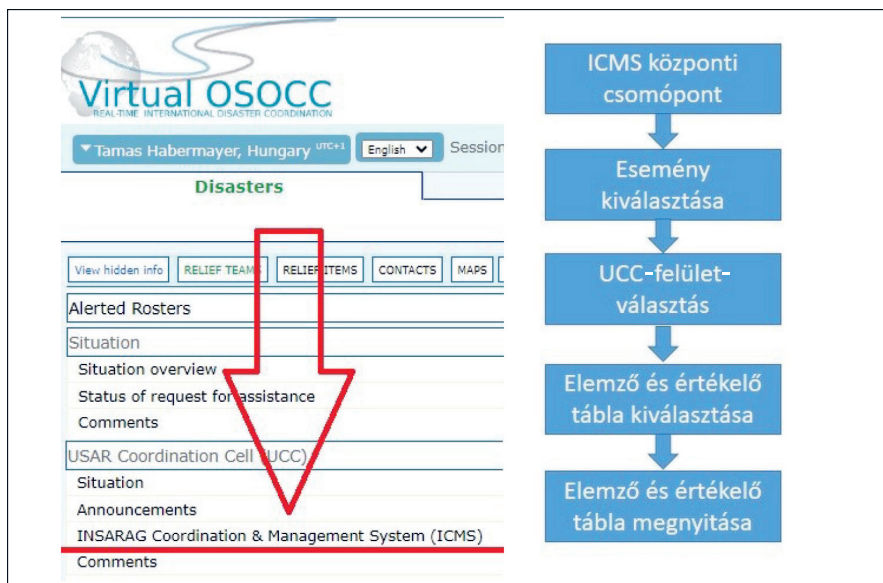 Virtual OSOCC
REAL-TIME INTERNATIONAL DISASTER COORDINATION
Tamas Habermayer, Hungary UTC+1 English Session
Disasters
View hidden info RELIEF TEAMS RELIEF ITEMS CONTACTS MAPS
Alerted Rosters
Situation
Situation overview
Status of request for assistance
Comments
USAR Coordination Cell (UCC)
Situation
Announcements
INSARAG Coordination & Management System (ICMS)
Comments
ICMS központi
csomópont
Esemény
kiválasztása
UCC-felület-
választás
Elemző és értékelő
tábla kiválasztása
Elemző és értékelő
tábla megnyitása